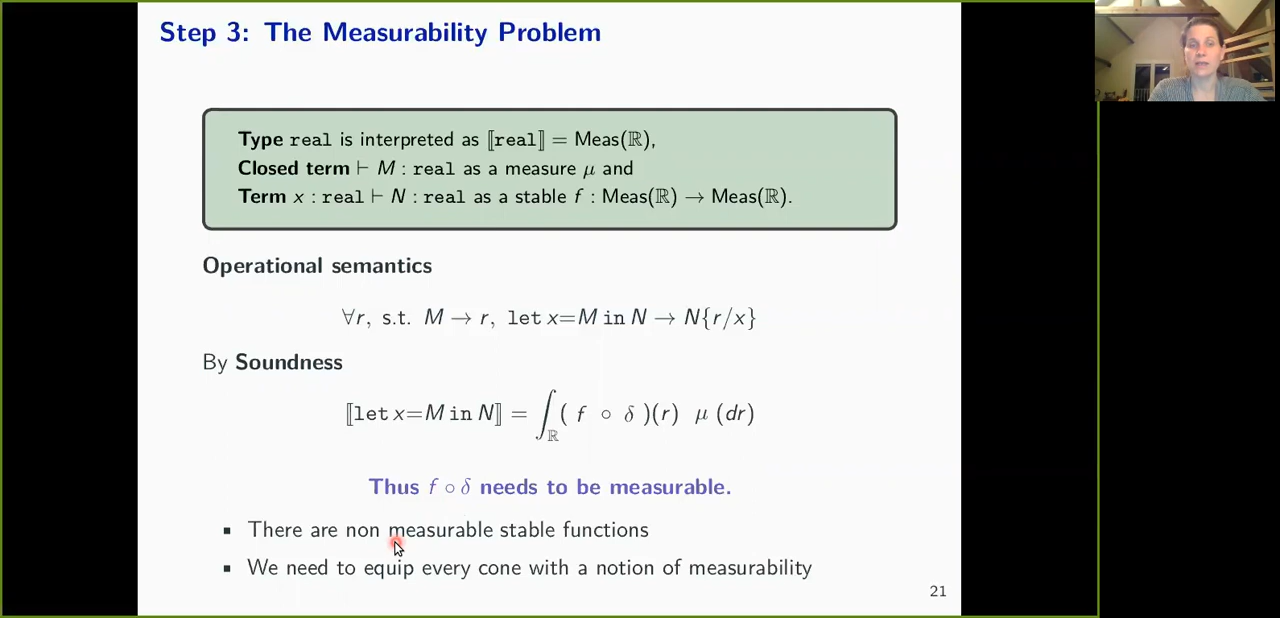 Step 3: The Measurability Problem
Type real is interpreted as ⟦real⟧ = Meas(ℝ),
Closed term ⊢ M : real as a measure μ and
Term x : real ⊢ N : real as a stable f : Meas(ℝ) → Meas(ℝ).
Operational semantics
∀r, s.t. M → r, let x=M in N → N{r/x}
By Soundness
⟦let x=M in N⟧ = ∫_ℝ ( f ∘ δ )(r) μ (dr)
Thus f ∘ δ needs to be measurable.
▪ There are non measurable stable functions
▪ We need to equip every cone with a notion of measurability
21